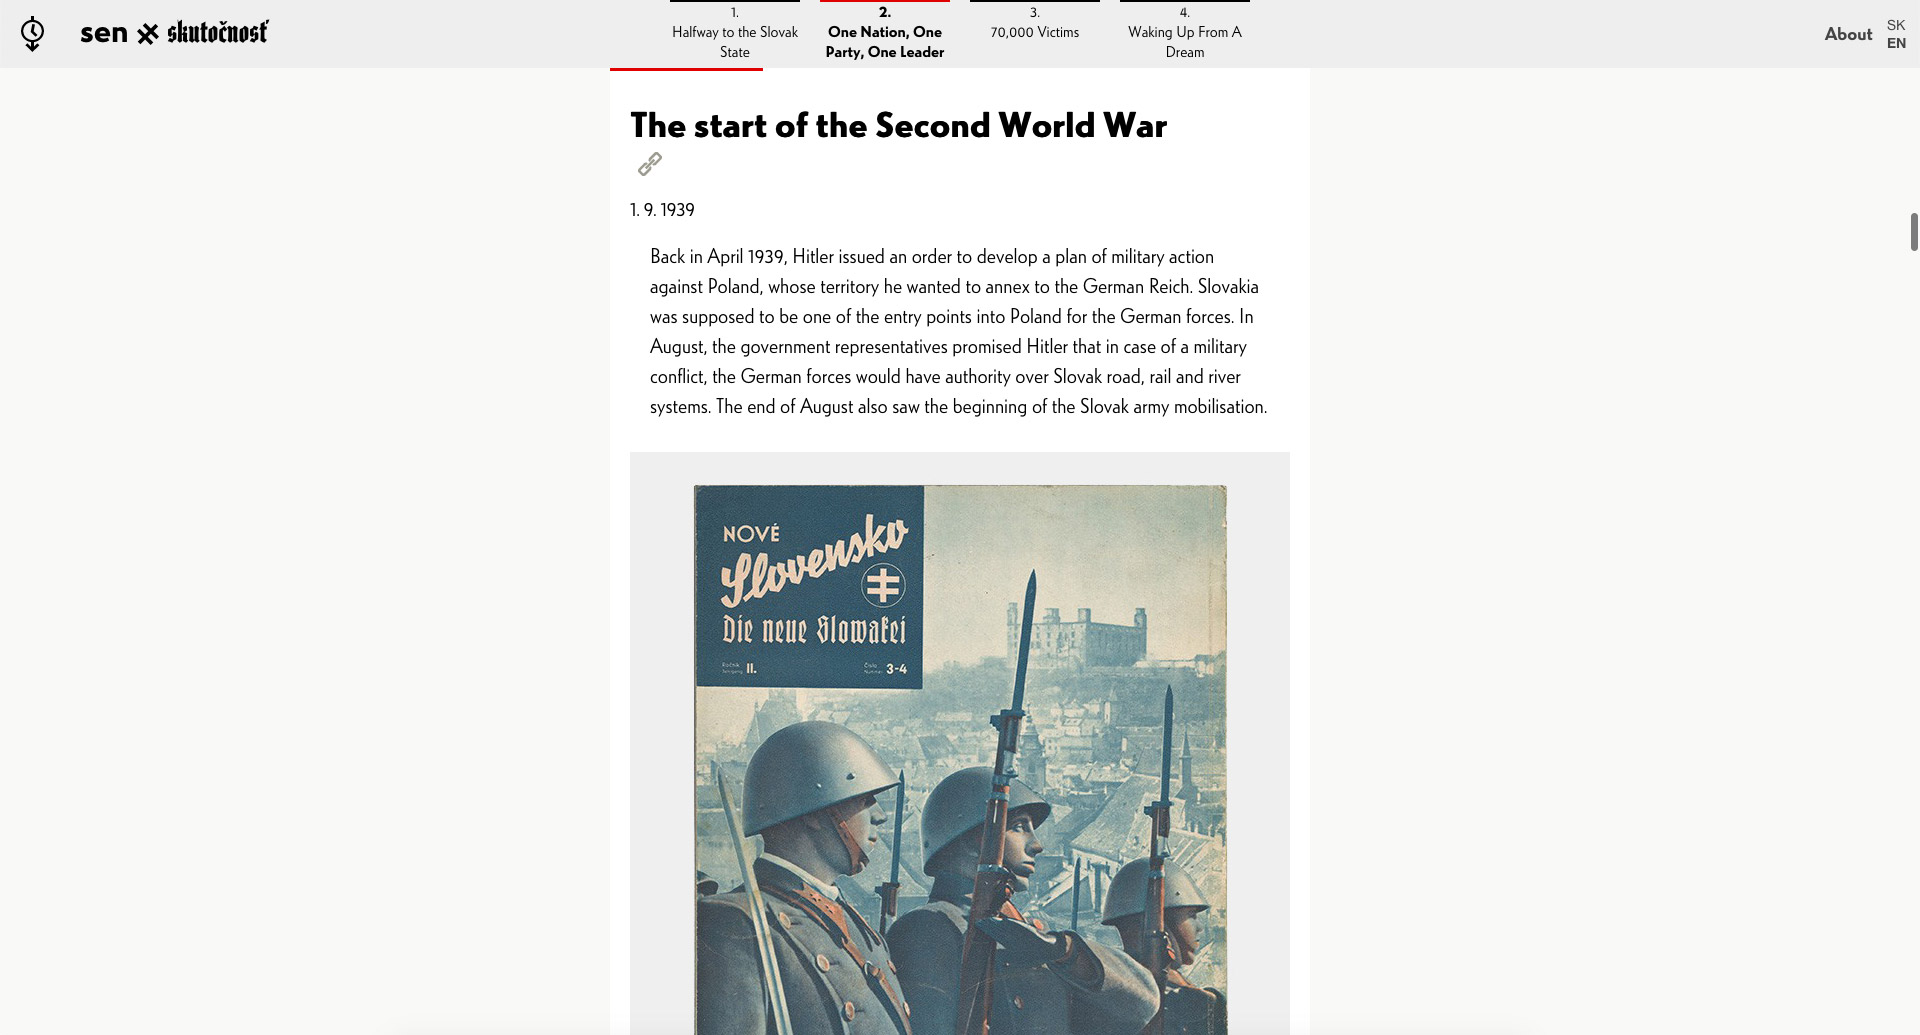 sen × skutočnosť
1.
Halfway to the Slovak
State
2.
One Nation, One
Party, One Leader
3.
70,000 Victims
4.
Waking Up From A
Dream
About
SK
EN
The start of the Second World War
1. 9. 1939
Back in April 1939, Hitler issued an order to develop a plan of military action
against Poland, whose territory he wanted to annex to the German Reich. Slovakia
was supposed to be one of the entry points into Poland for the German forces. In
August, the government representatives promised Hitler that in case of a military
conflict, the German forces would have authority over Slovak road, rail and river
systems. The end of August also saw the beginning of the Slovak army mobilisation.
NOVÉ
Slovensko
Die neue Slowakei
Ročník
Jahrgang II.
Číslo
Nummer 3-4